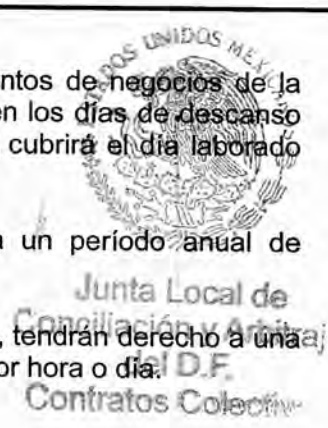 UNIDOS MEX
ntos de negocios de la
en los días de descanso
cubrirá el día laborado
un período anual de
Junta Local de
Conciliación y Arbitraj
, tendrán derecho a una
or hora o día.
del D.F.
Contratos Colectiv